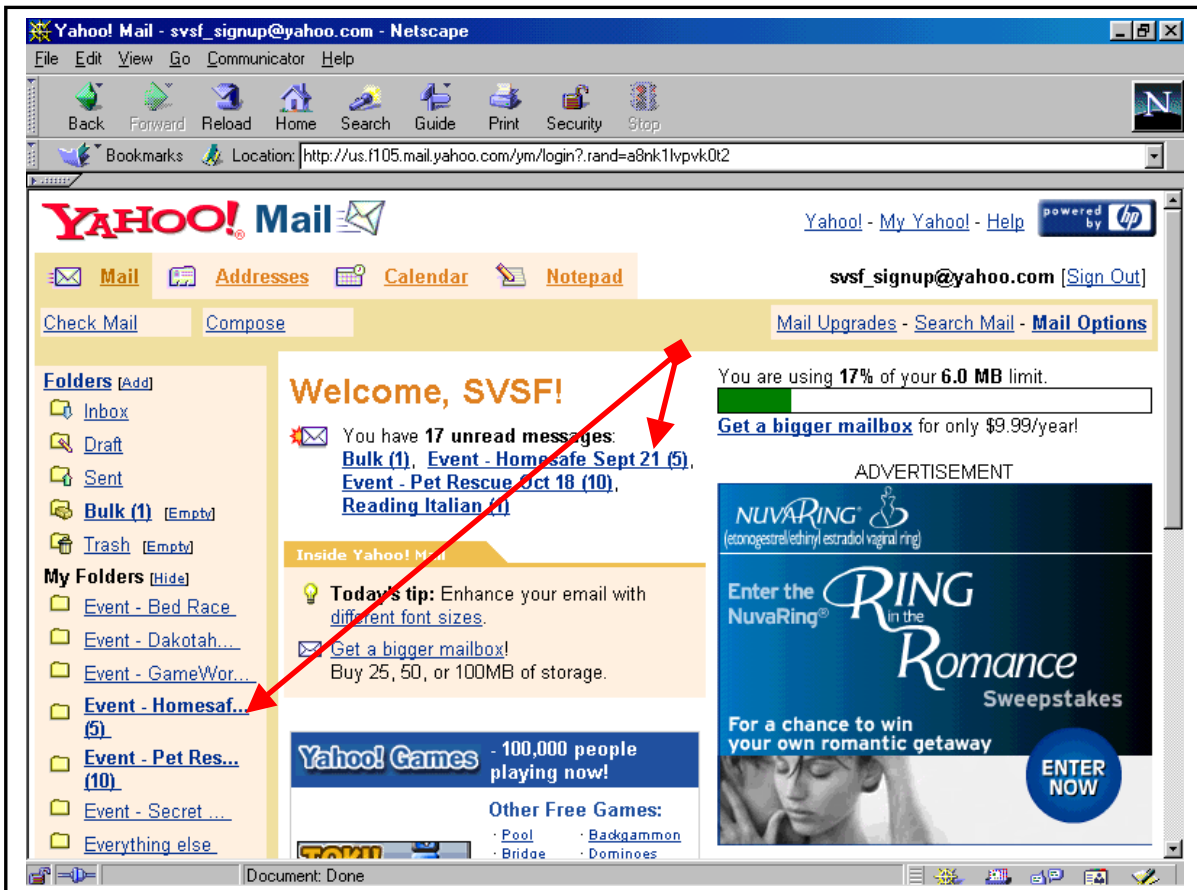 Yahoo! Mail - svsf_signup@yahoo.com - Netscape
File Edit View Go Communicator Help
Back Forward Reload Home Search Guide Print Security Stop
N
Bookmarks Location: http://us.f105.mail.yahoo.com/ym/login?.rand=a8nk1lvpvk0t2
YAHOO! Mail
Yahoo! - My Yahoo! - Help
powered by hp
Mail Addresses Calendar Notepad
svsf_signup@yahoo.com [Sign Out]
Check Mail Compose
Mail Upgrades - Search Mail - Mail Options
Folders [Add]
Inbox
Draft
Sent
Bulk (1) [Empty]
Trash [Empty]
My Folders [Hide]
Event - Bed Race
Event - Dakotah...
Event - GameWor...
Event - Homesaf...
(5)
Event - Pet Res...
(10)
Event - Secret ...
Everything else
Welcome, SVSF!
You have 17 unread messages:
Bulk (1), Event - Homesafe Sept 21 (5),
Event - Pet Rescue Oct 18 (10),
Reading Italian (1)
Inside Yahoo! Mail
Today's tip: Enhance your email with
different font sizes.
Get a bigger mailbox!
Buy 25, 50, or 100MB of storage.
Yahoo! Games
- 100,000 people
playing now!
Other Free Games:
· Pool · Backgammon
· Bridge · Dominoes
TOKU
You are using 17% of your 6.0 MB limit.
Get a bigger mailbox for only $9.99/year!
ADVERTISEMENT
NUVARING®
(etonogestrel/ethinyl estradiol vaginal ring)
Enter the
NuvaRing®
RING
in the
Romance
Sweepstakes
For a chance to win
your own romantic getaway
ENTER
NOW
Document: Done